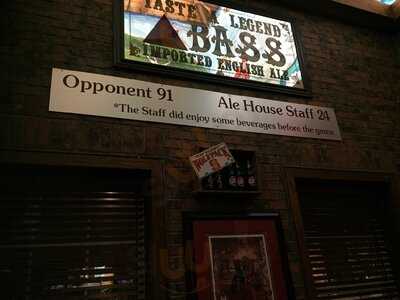 TASTE A LEGEND
BASS
IMPORTED ENGLISH ALE
Opponent 91 Ale House Staff 24
*The Staff did enjoy some beverages before the game.